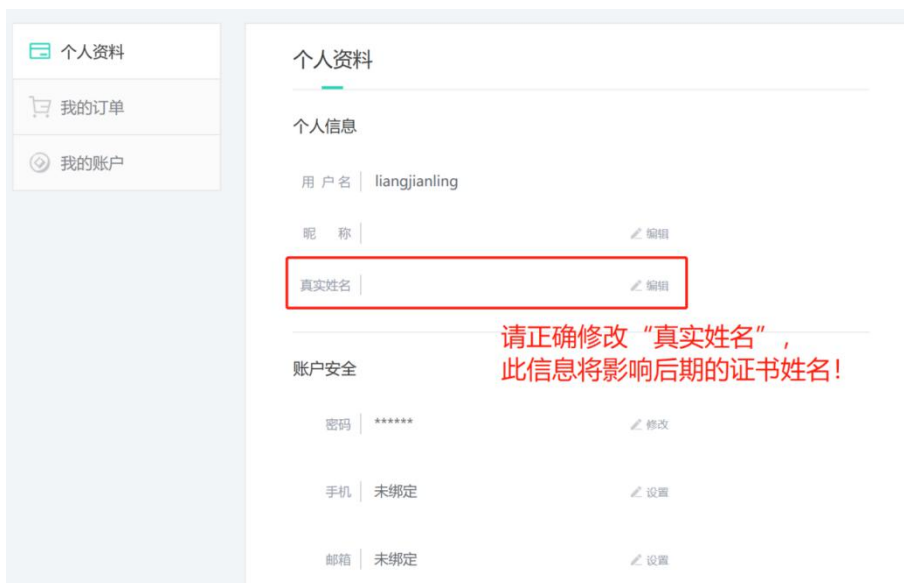 个人资料
我的订单
我的账户
个人资料
个人信息
用户名 liangjianling
昵 称 编辑
真实姓名 编辑
请正确修改“真实姓名”,
此信息将影响后期的证书姓名!
账户安全
密码 ****** 修改
手机 未绑定 设置
邮箱 未绑定 设置